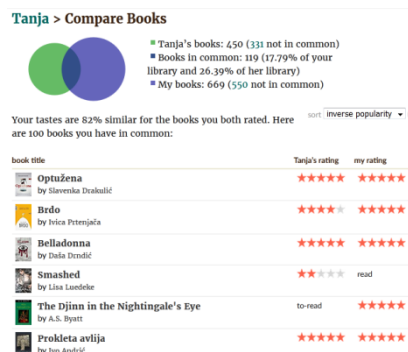 Tanja > Compare Books
Tanja's books: 450 (331 not in common)
Books in common: 119 (17.79% of your
library and 26.39% of her library)
My books: 669 (550 not in common)
Your tastes are 82% similar for the books you both rated. Here
are 100 books you have in common:
sort inverse popularity
book title Tanja's rating my rating
Optužena
by Slavenka Drakulić
Brdo
by Ivica Prtenjača
Belladonna
by Daša Drndić
Smashed
by Lisa Luedeke
read
The Djinn in the Nightingale's Eye
by A.S. Byatt
to-read
Prokleta avlija
by Ivo Andrić